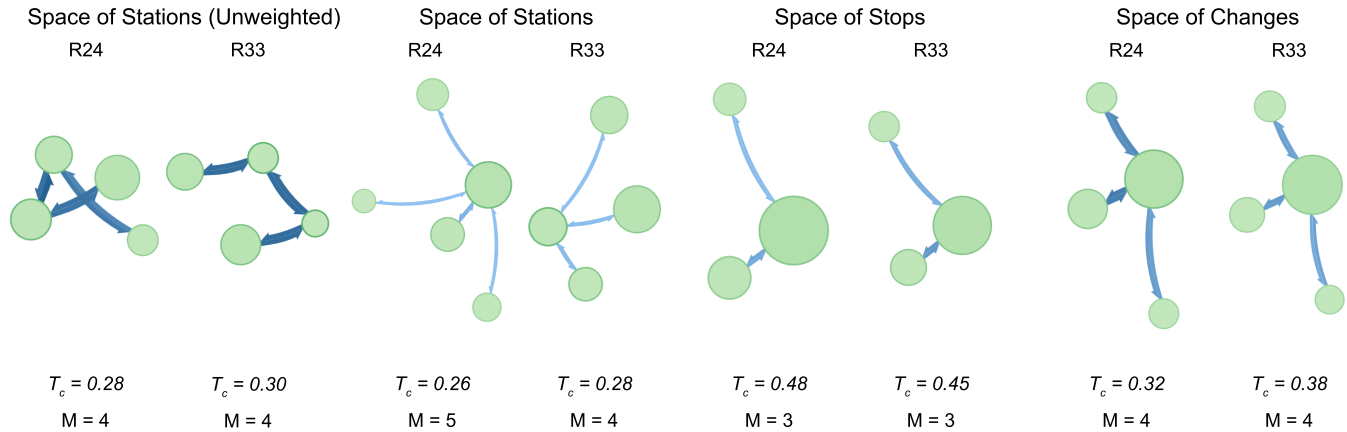 Space of Stations (Unweighted) Space of Stations Space of Stops Space of Changes
R24 R33 R24 R33 R24 R33 R24 R33
T_c = 0.28 T_c = 0.30 T_c = 0.26 T_c = 0.28 T_c = 0.48 T_c = 0.45 T_c = 0.32 T_c = 0.38
M = 4 M = 4 M = 5 M = 4 M = 3 M = 3 M = 4 M = 4